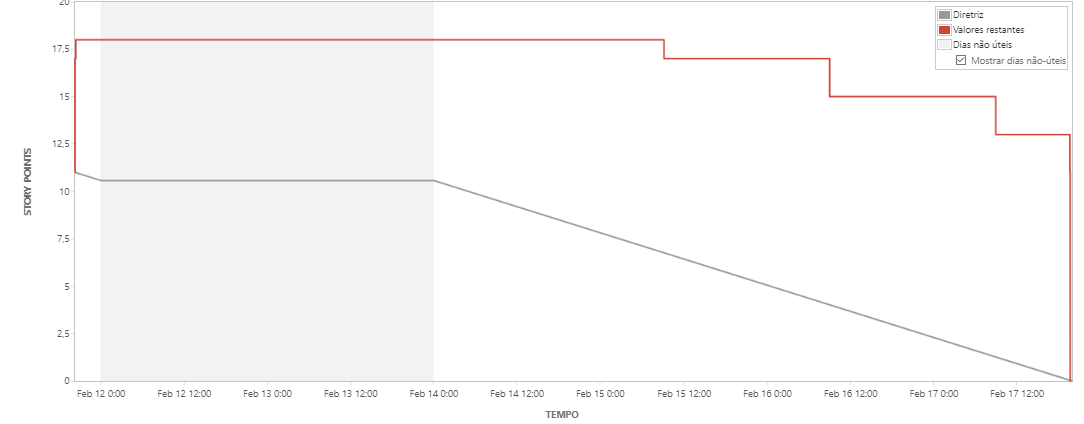 20
17,5
15
12,5
10
7,5
5
2,5
0
STORY POINTS
Diretriz
Valores restantes
Dias não úteis
Mostrar dias não-úteis
Feb 12 0:00
Feb 12 12:00
Feb 13 0:00
Feb 13 12:00
Feb 14 0:00
Feb 14 12:00
Feb 15 0:00
Feb 15 12:00
Feb 16 0:00
Feb 16 12:00
Feb 17 0:00
Feb 17 12:00
TEMPO